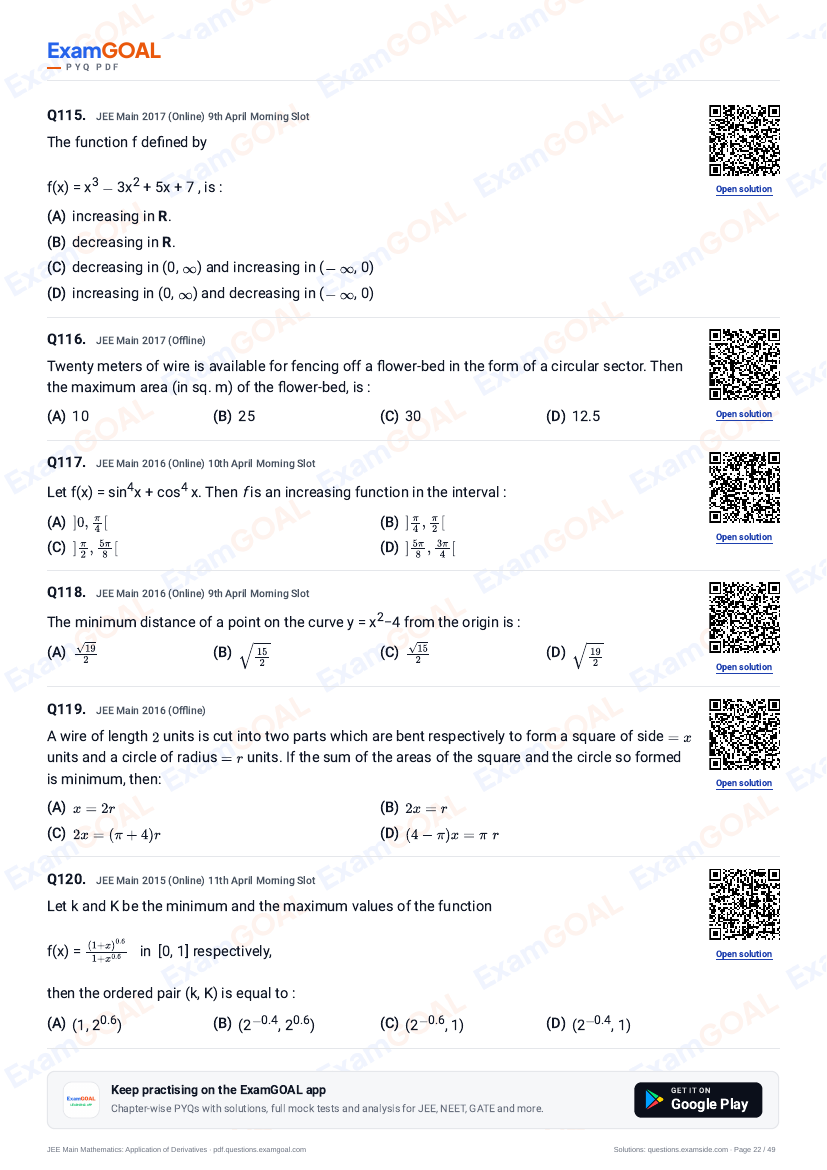 ExamGOAL
PYQ PDF
Q115. JEE Main 2017 (Online) 9th April Morning Slot
The function f defined by
f(x) = x³ − 3x² + 5x + 7 , is :
(A) increasing in R.
(B) decreasing in R.
(C) decreasing in (0, ∞) and increasing in (− ∞, 0)
(D) increasing in (0, ∞) and decreasing in (− ∞, 0)
Open solution
Q116. JEE Main 2017 (Offline)
Twenty meters of wire is available for fencing off a flower-bed in the form of a circular sector. Then
the maximum area (in sq. m) of the flower-bed, is :
(A) 10 (B) 25 (C) 30 (D) 12.5
Open solution
Q117. JEE Main 2016 (Online) 10th April Morning Slot
Let f(x) = sin⁴x + cos⁴ x. Then f is an increasing function in the interval :
(A) ]0, π/4[ (B) ]π/4, π/2[
(C) ]π/2, 5π/8[ (D) ]5π/8, 3π/4[
Open solution
Q118. JEE Main 2016 (Online) 9th April Morning Slot
The minimum distance of a point on the curve y = x²−4 from the origin is :
(A) √19/2 (B) √(15/2) (C) √15/2 (D) √(19/2)
Open solution
Q119. JEE Main 2016 (Offline)
A wire of length 2 units is cut into two parts which are bent respectively to form a square of side = x
units and a circle of radius = r units. If the sum of the areas of the square and the circle so formed
is minimum, then:
(A) x = 2r (B) 2x = r
(C) 2x = (π + 4)r (D) (4 − π)x = π r
Open solution
Q120. JEE Main 2015 (Online) 11th April Morning Slot
Let k and K be the minimum and the maximum values of the function
f(x) = (1+x)^0.6/1+x^0.6 in [0, 1] respectively,
then the ordered pair (k, K) is equal to :
(A) (1, 2^0.6) (B) (2^−0.4, 2^0.6) (C) (2^−0.6, 1) (D) (2^−0.4, 1)
Open solution
ExamGOAL
Keep practising on the ExamGOAL app
Chapter-wise PYQs with solutions, full mock tests and analysis for JEE, NEET, GATE and more.
GET IT ON
Google Play
JEE Main Mathematics: Application of Derivatives · pdf.questions.examgoal.com
Solutions: questions.examside.com · Page 22 / 49